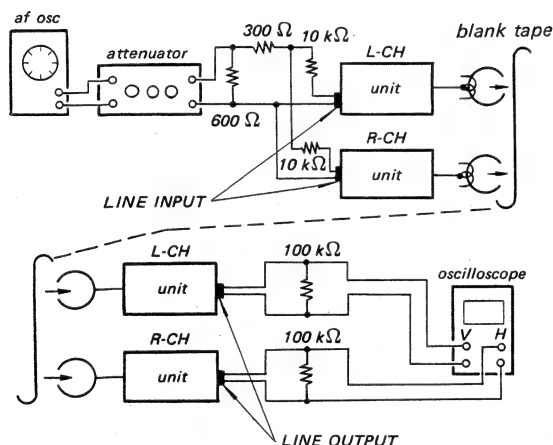 af osc
attenuator
300 Ω
10 kΩ
L-CH
blank tape
unit
600 Ω
R-CH
10 kΩ
unit
LINE INPUT
L-CH
100 kΩ
oscilloscope
unit
V H
R-CH
100 kΩ
unit
LINE OUTPUT